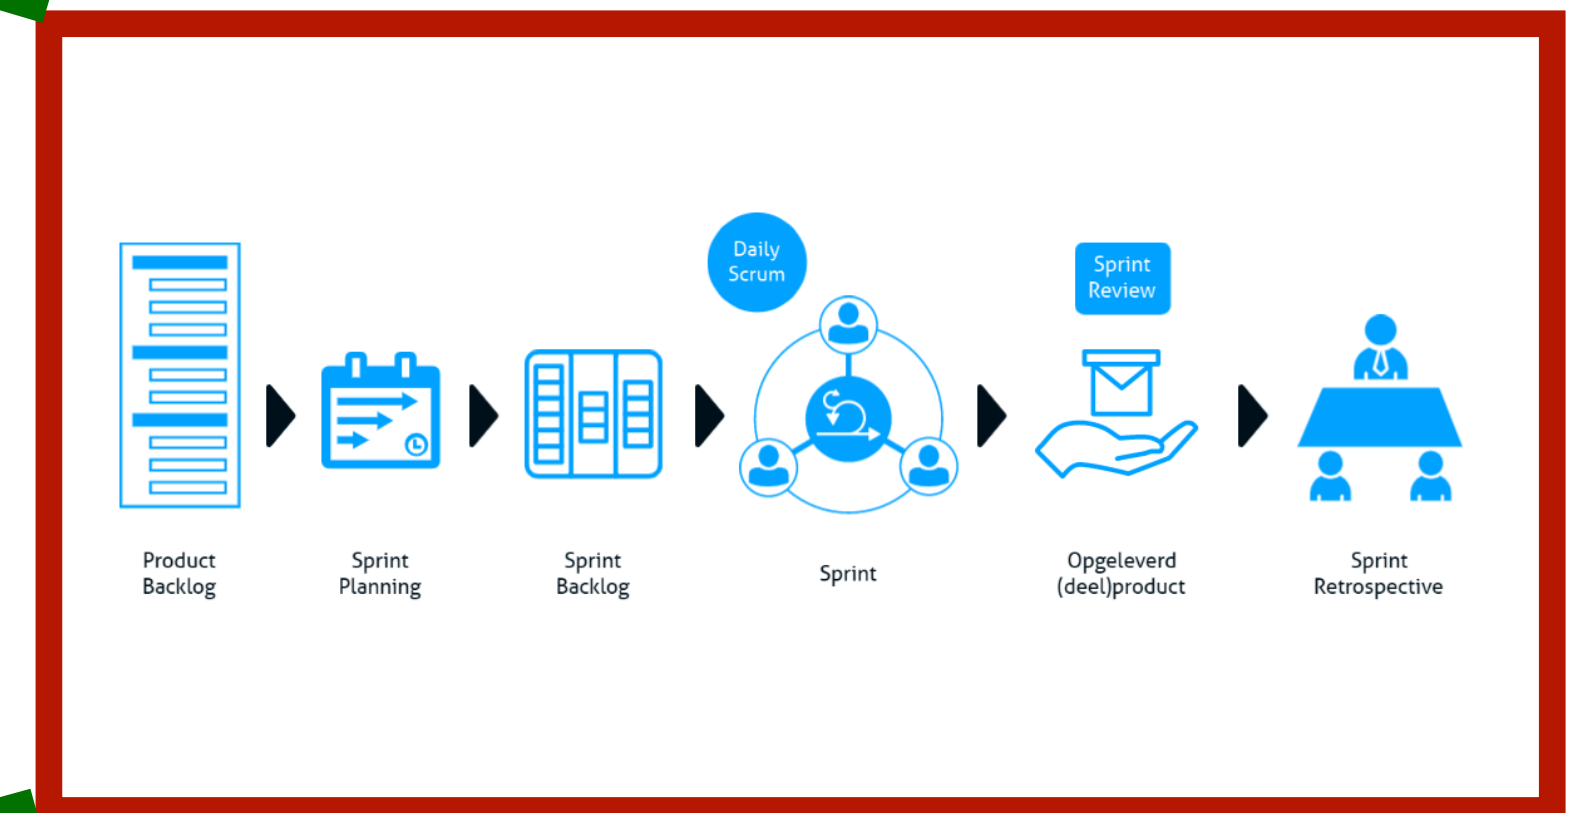 Daily
Scrum
Sprint
Review
Product
Backlog
Sprint
Planning
Sprint
Backlog
Sprint
Opgeleverd
(deel)product
Sprint
Retrospective